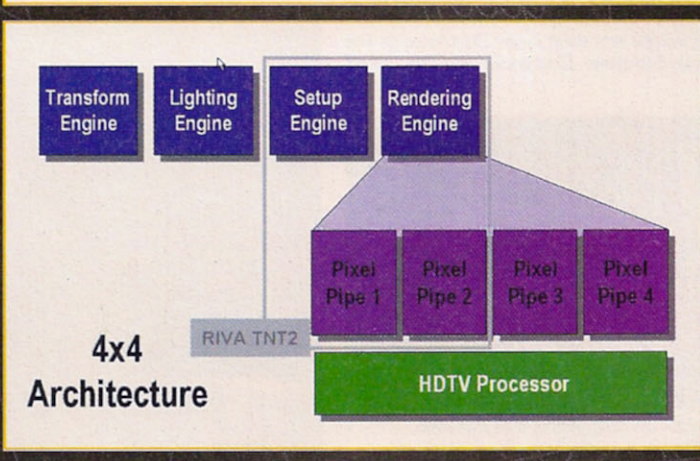 Transform
Engine
Lighting
Engine
Setup
Engine
Rendering
Engine
Pixel
Pipe 1
Pixel
Pipe 2
Pixel
Pipe 3
Pixel
Pipe 4
RIVA TNT2
4x4
Architecture
HDTV Processor